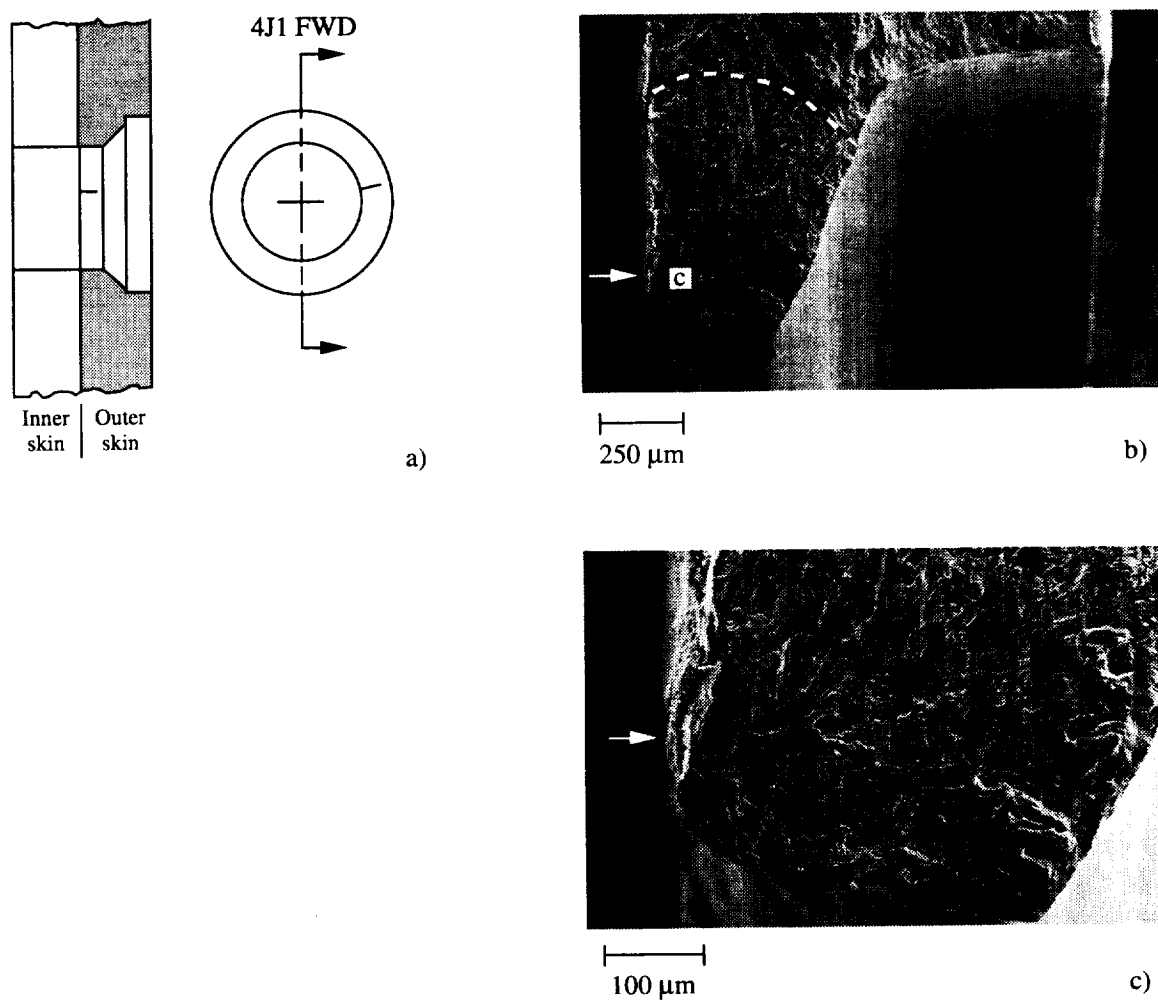 4J1 FWD
Inner skin
Outer skin
a)
c
250 μm
b)
100 μm
c)